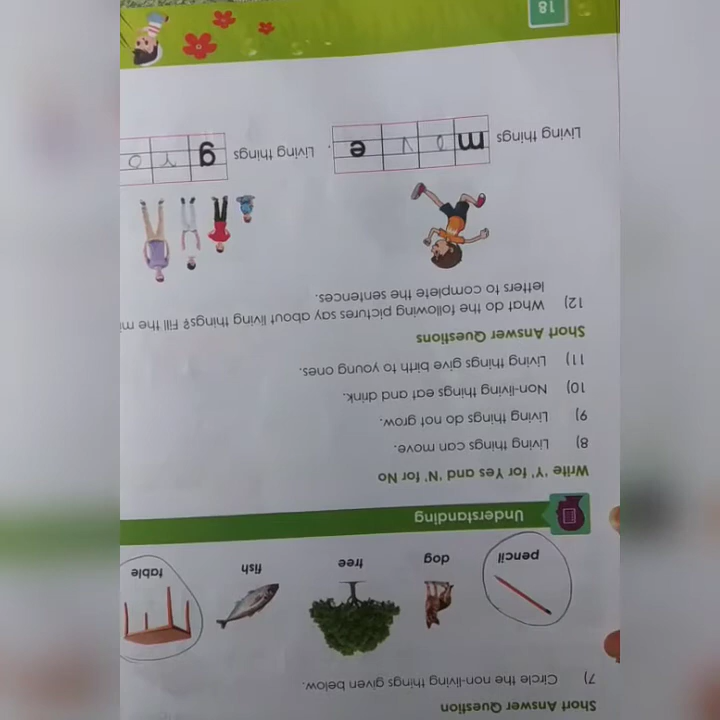 Short Answer Question
7) Circle the non-living things given below.
pencil dog tree fish table
Understanding
Write 'Y' for Yes and 'N' for No
8) Living things can move.
9) Living things do not grow.
10) Non-living things eat and drink.
11) Living things give birth to young ones.
Short Answer Questions
12) What do the following pictures say about living things? Fill the mi
letters to complete the sentences.
Living things m o v e . Living things g r o
18